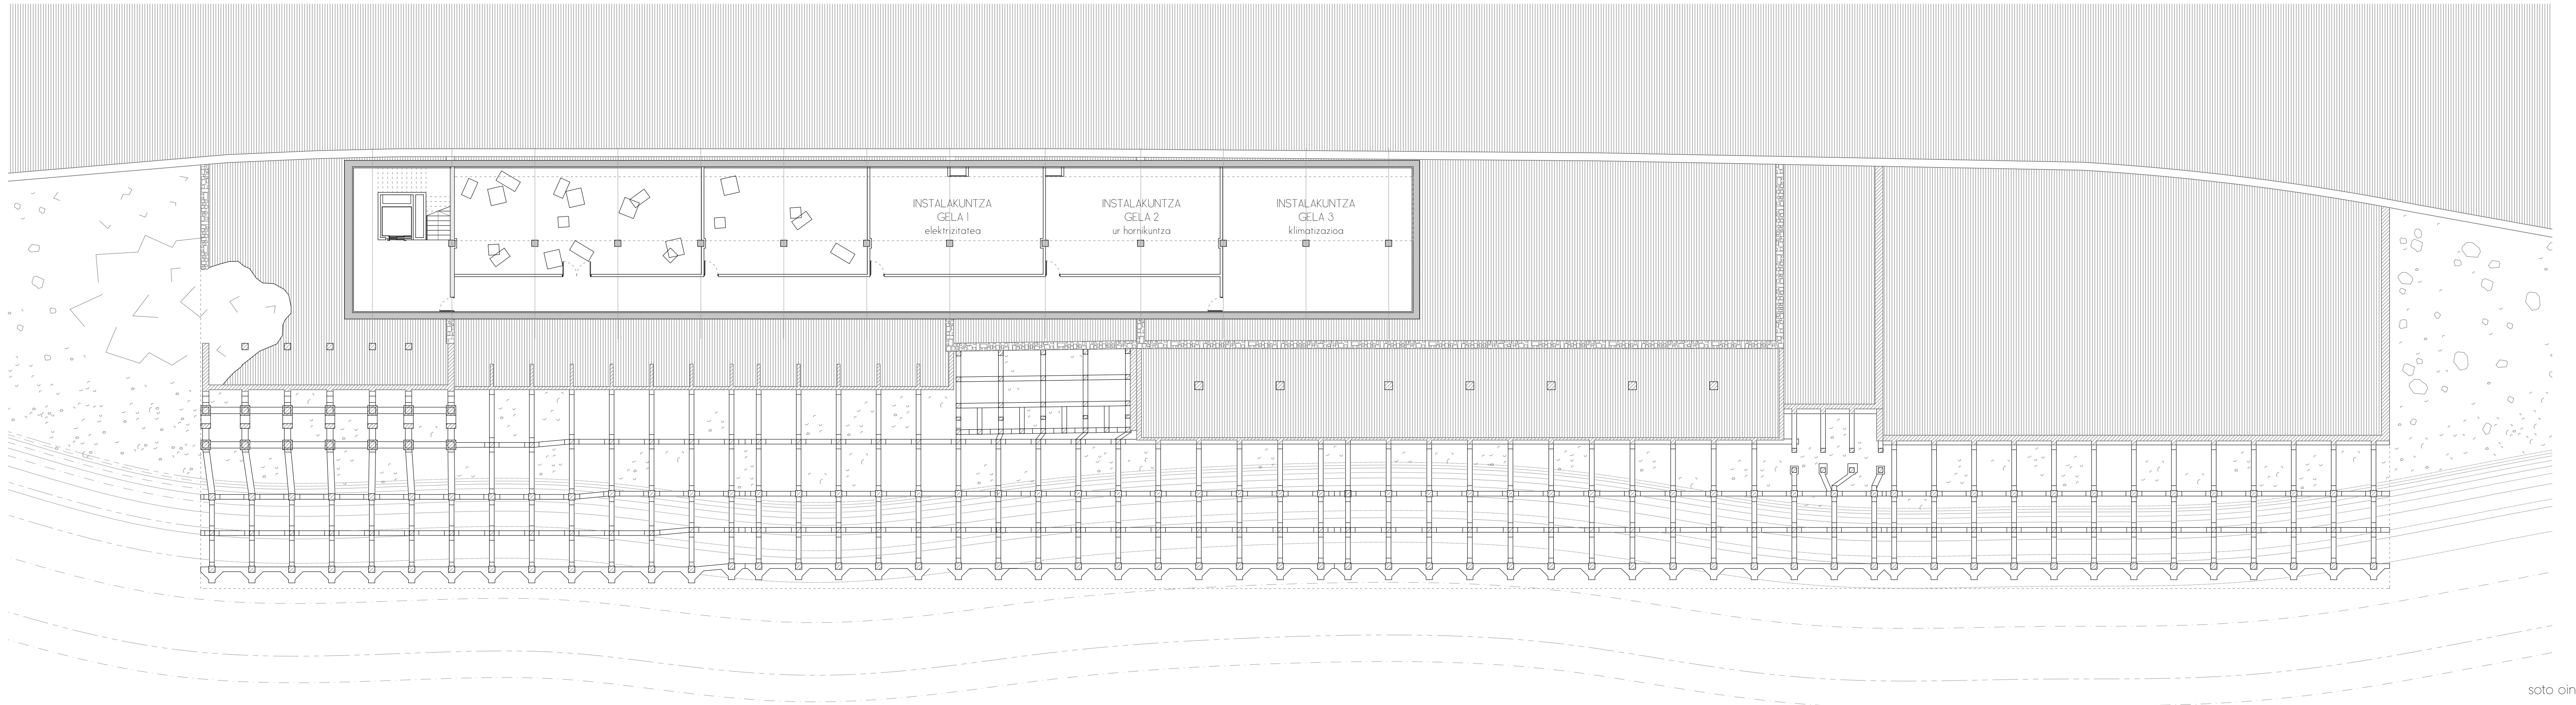 INSTALAKUNTZA
GELA 1
elektrizitatea
INSTALAKUNTZA
GELA 2
ur hornikuntza
INSTALAKUNTZA
GELA 3
klimatizazioa
soto oin